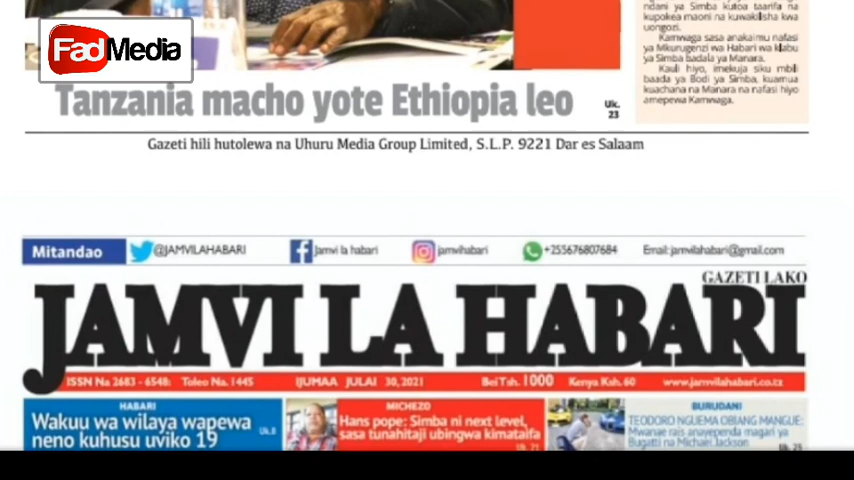 ndani ya Simba kutoa taarifa na
kupokea maoni na kuwakilisha kwa
uongozi.
Kamwaga sasa anakaimu nafasi
ya Mkurugenzi wa Habari wa klabu
ya Simba badala ya Manara.
Kauli hiyo, imekuja siku mbili
baada ya Bodi ya Simba, kuamua
kuachana na Manara na nafasi hiyo
amepewa Kamwaga.
FadMedia
Tanzania macho yote Ethiopia leo
Uk.
23
Gazeti hili hutolewa na Uhuru Media Group Limited, S.L.P. 9221 Dar es Salaam
Mitandao @JAMVILAHABARI Jamvi la habari jamvihabari +255676807684 Email:jamvilahabari@gmail.com
GAZETI LAKO
JAMVI LA HABARI
ISSN Na 2683 - 6548: Toleo Na. 1445 IJUMAA JULAI 30, 2021 Bei Tsh. 1000 Kenya Ksh. 60 www.jamvilahabari.co.tz
HABARI
Wakuu wa wilaya wapewa
neno kuhusu uviko 19
Uk.8
MICHEZO
Hans pope: Simba ni next level,
sasa tunahitaji ubingwa kimataifa
Uk. 21
BURUDANI
TEODORO NGUEMA OBIANG MANGUE:
Mwanae rais anayependa magari ya
Bugatti na Michael Jackson